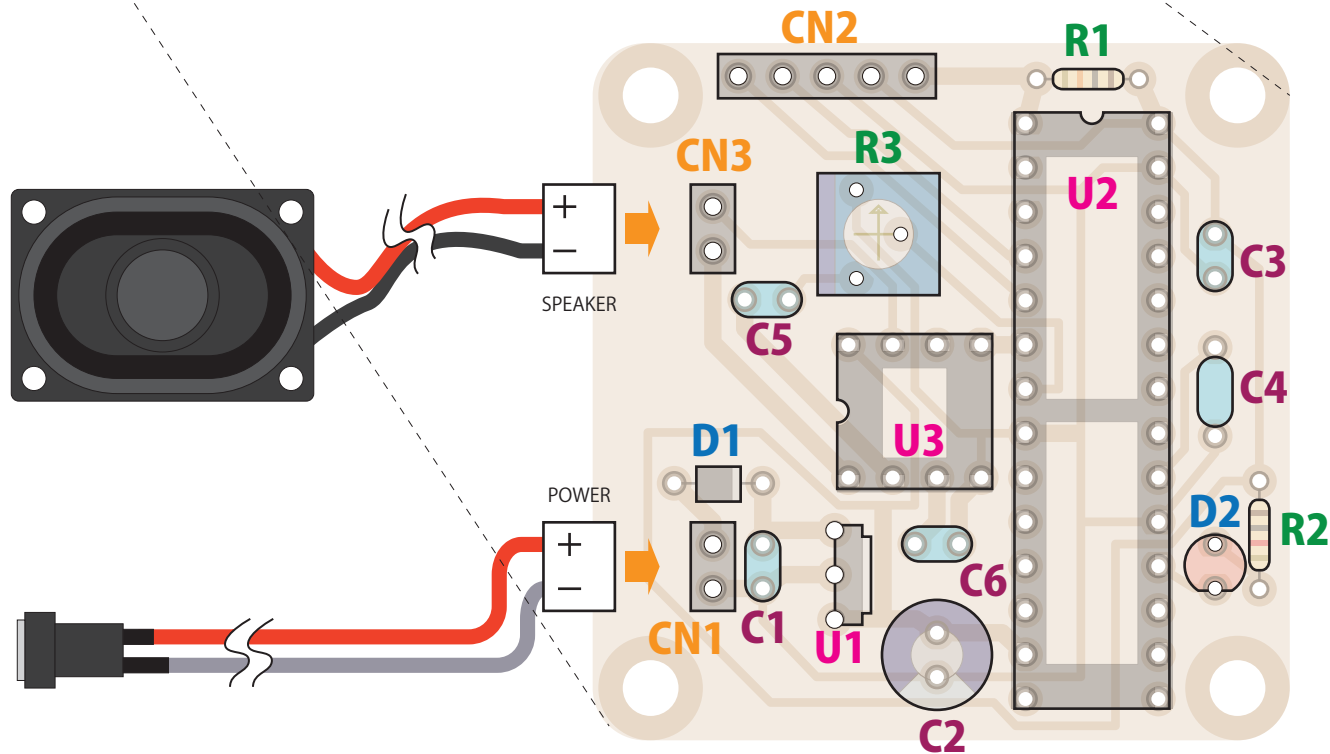 CN2
R1
CN3
R3
U2
+
−
SPEAKER
C3
C5
C4
D1
U3
POWER
+
−
D2
R2
C6
CN1
C1
U1
C2